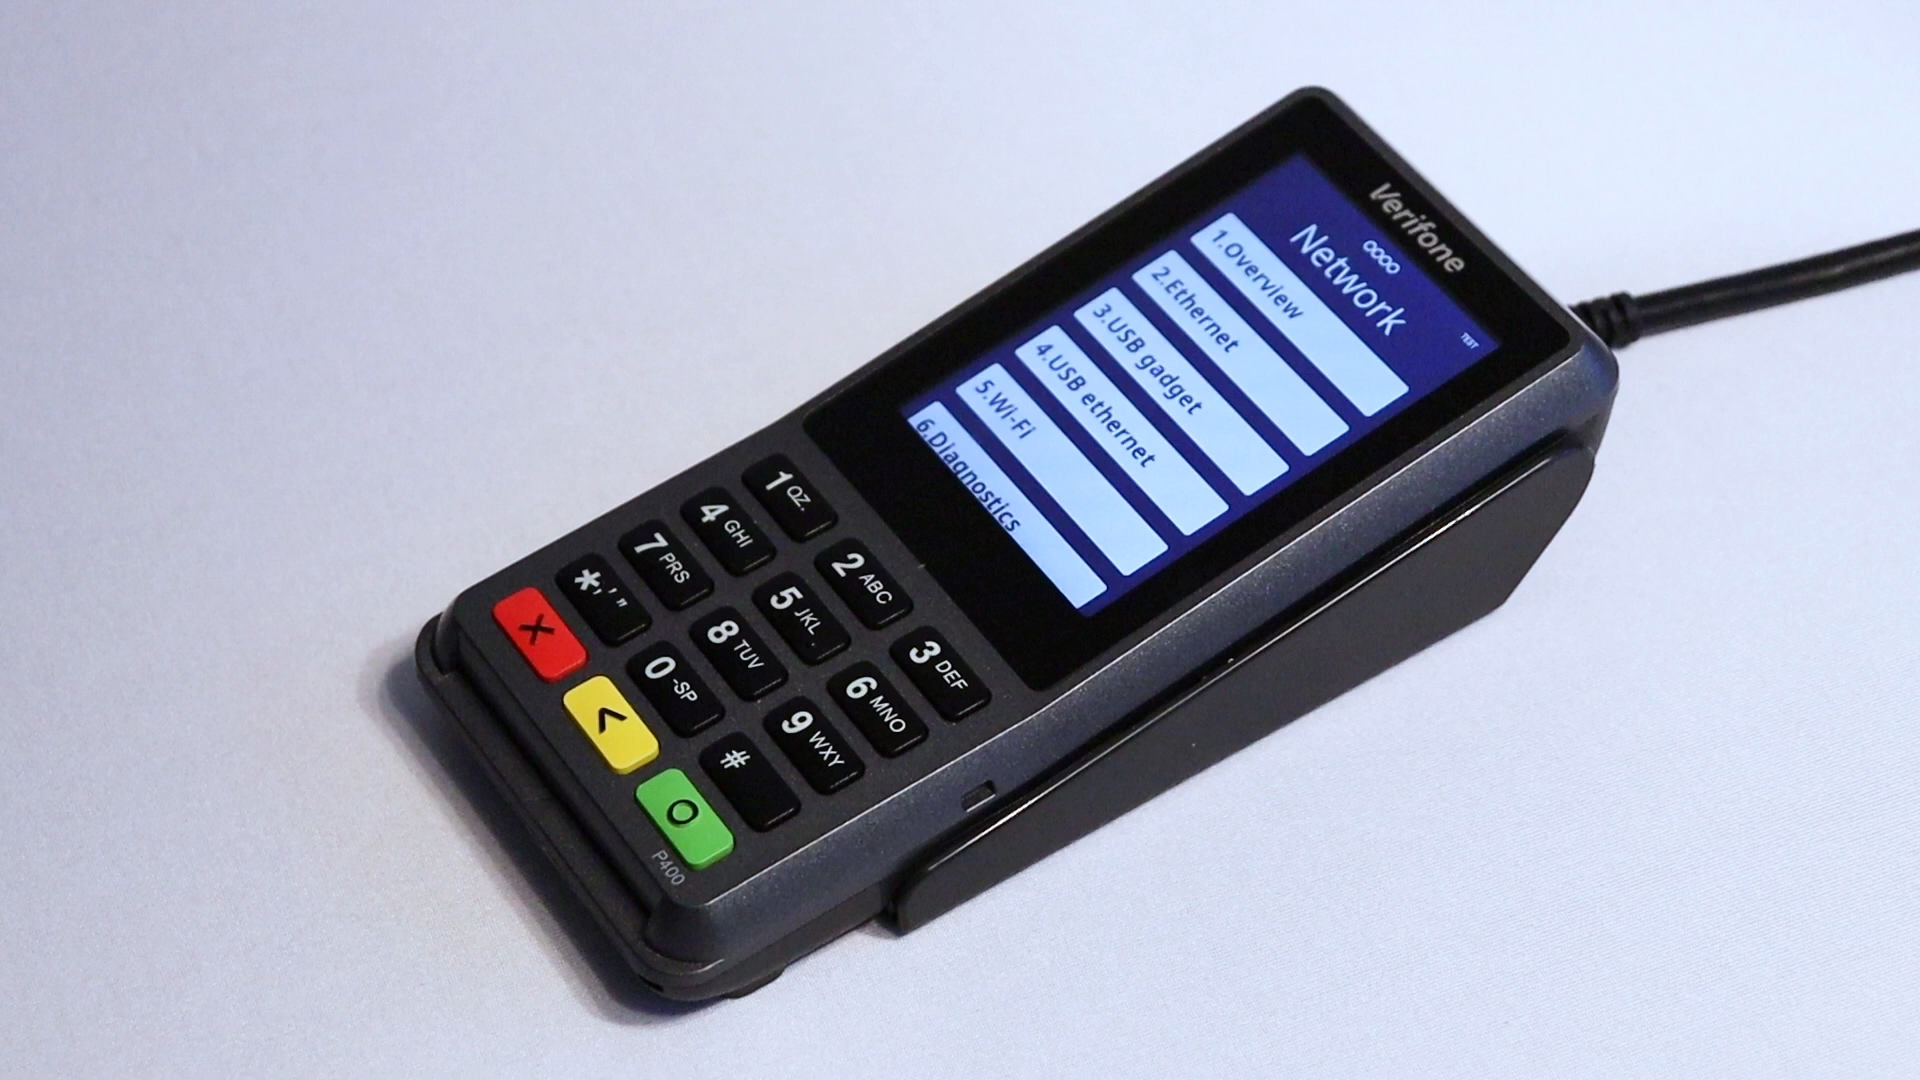 Verifone
oooo
TEST
Network
1.Overview
2.Ethernet
3.USB gadget
4.USB ethernet
5.Wi-Fi
6.Diagnostics
1 QZ.
2 ABC
3 DEF
4 GHI
5 JKL
6 MNO
7 PRS
8 TUV
9 WXY
*,'"
0 -SP
#
X
<
O
P400